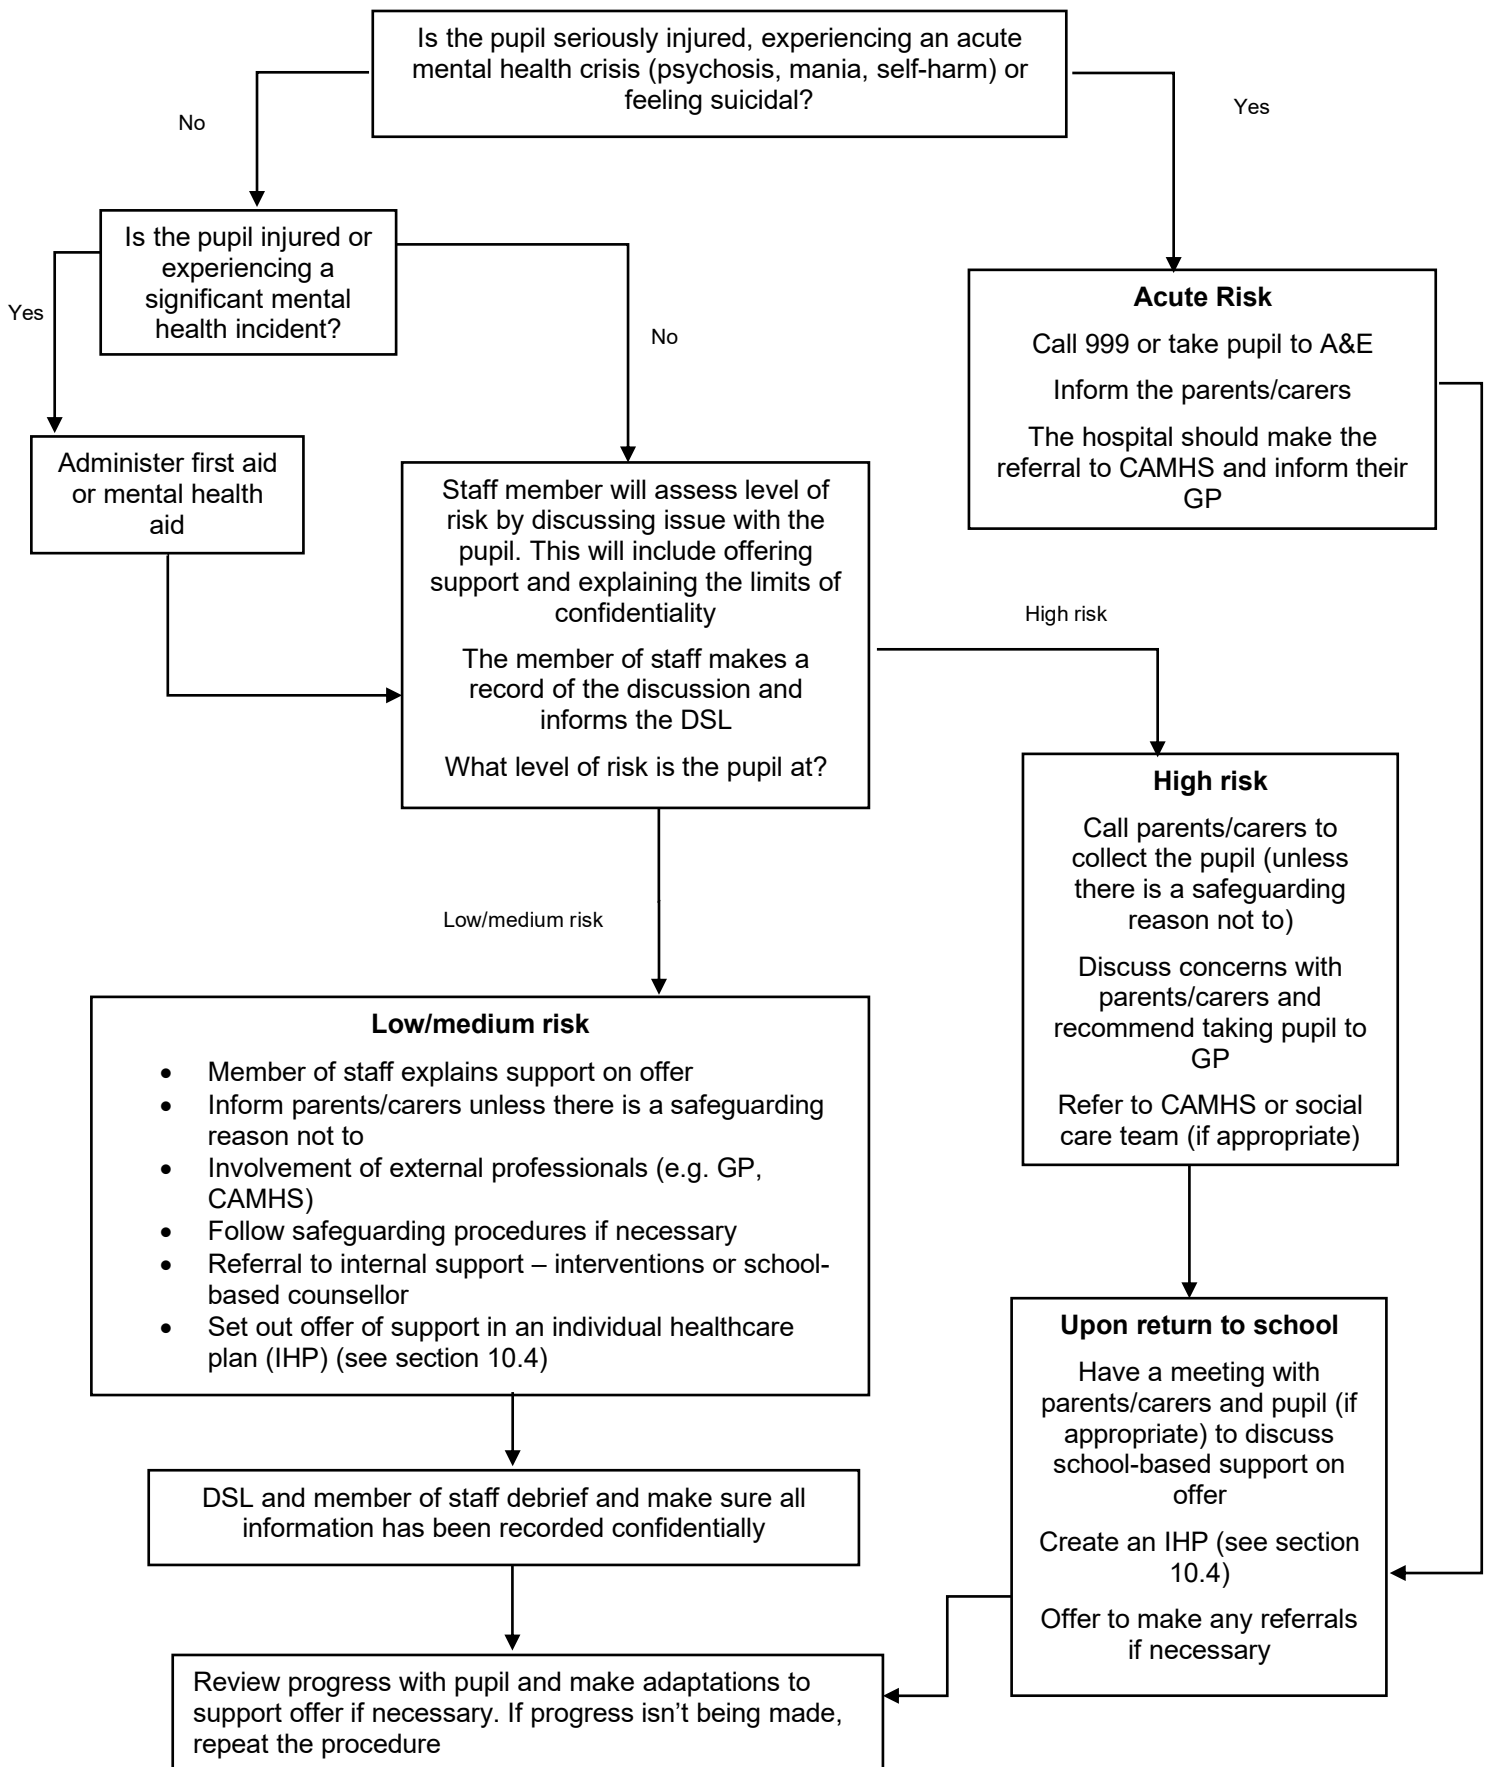 Is the pupil seriously injured, experiencing an acute
mental health crisis (psychosis, mania, self-harm) or
feeling suicidal?
No
Yes
Is the pupil injured or
experiencing a
significant mental
health incident?
Yes
No
Acute Risk
Call 999 or take pupil to A&E
Inform the parents/carers
The hospital should make the
referral to CAMHS and inform their
GP
Administer first aid
or mental health
aid
Staff member will assess level of
risk by discussing issue with the
pupil. This will include offering
support and explaining the limits of
confidentiality
The member of staff makes a
record of the discussion and
informs the DSL
What level of risk is the pupil at?
High risk
High risk
Call parents/carers to
collect the pupil (unless
there is a safeguarding
reason not to)
Discuss concerns with
parents/carers and
recommend taking pupil to
GP
Refer to CAMHS or social
care team (if appropriate)
Low/medium risk
Low/medium risk
• Member of staff explains support on offer
• Inform parents/carers unless there is a safeguarding
reason not to
• Involvement of external professionals (e.g. GP,
CAMHS)
• Follow safeguarding procedures if necessary
• Referral to internal support – interventions or school-
based counsellor
• Set out offer of support in an individual healthcare
plan (IHP) (see section 10.4)
Upon return to school
Have a meeting with
parents/carers and pupil (if
appropriate) to discuss
school-based support on
offer
Create an IHP (see section
10.4)
Offer to make any referrals
if necessary
DSL and member of staff debrief and make sure all
information has been recorded confidentially
Review progress with pupil and make adaptations to
support offer if necessary. If progress isn’t being made,
repeat the procedure